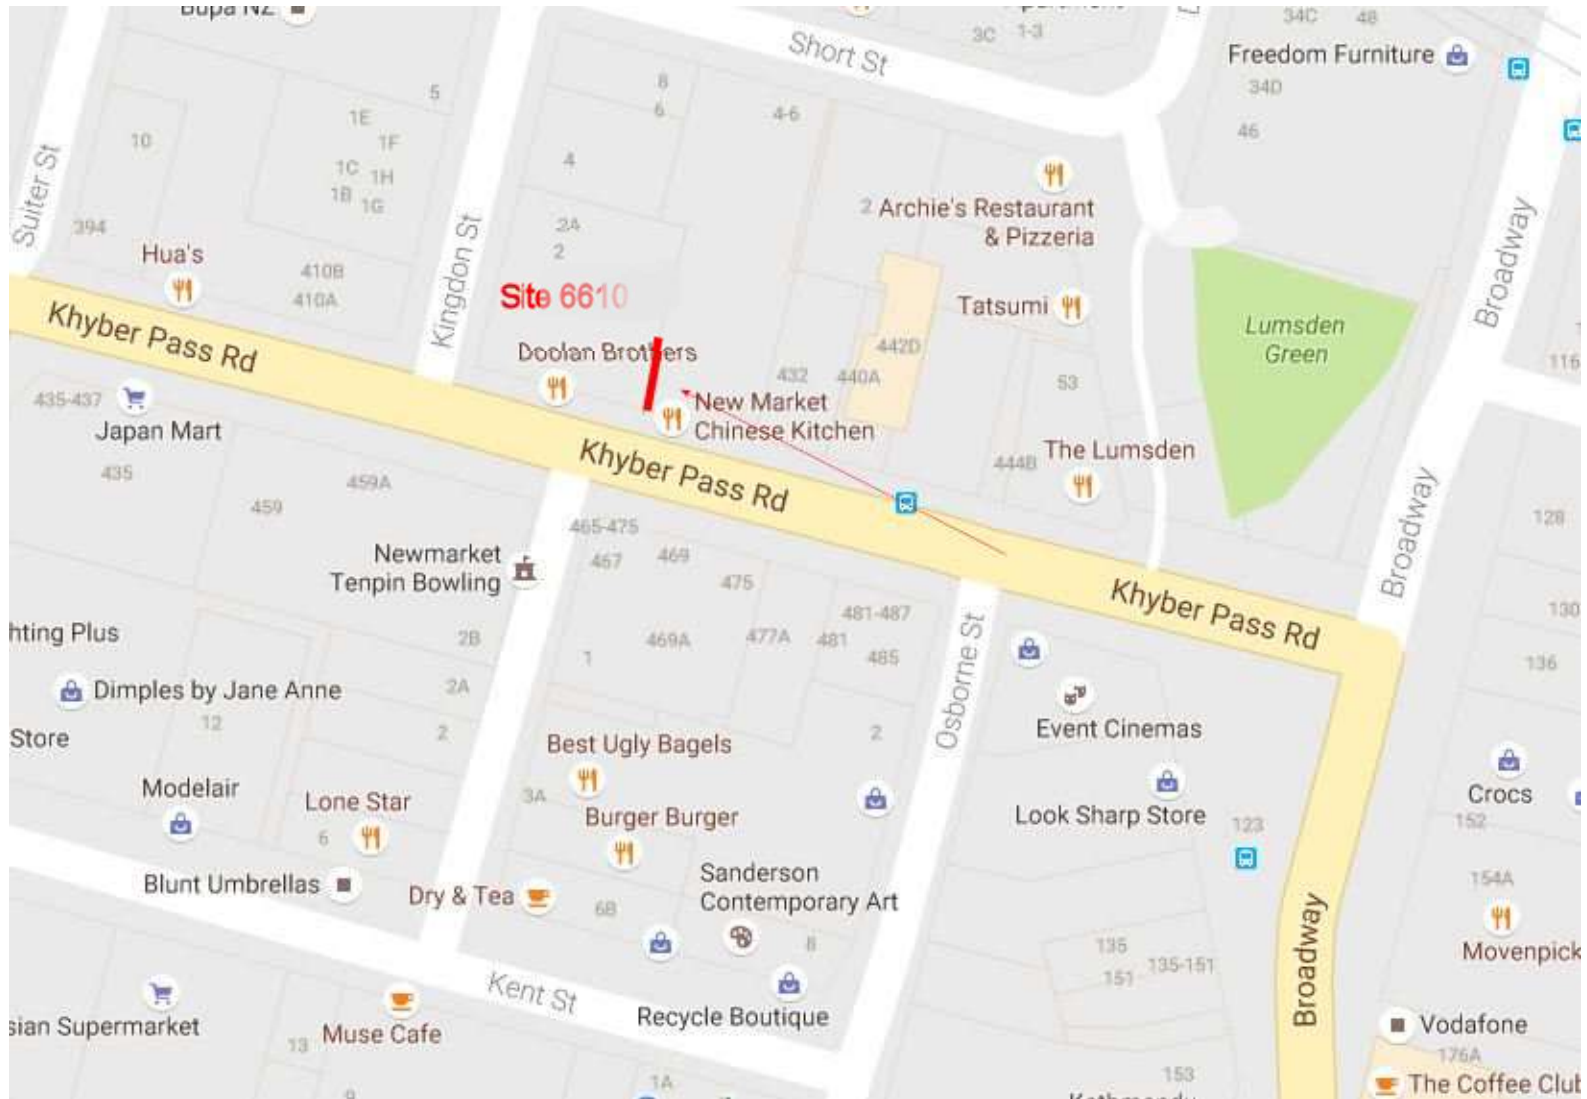 Bupa NZ
Short St
3C
1-3
34C
48
Freedom Furniture
34D
46
5
8
6
4-6
1E
1F
10
1C
1H
1B
1G
4
Suiter St
394
Hua's
410B
410A
Kingdon St
2A
2
Site 6610
2
Archie's Restaurant
& Pizzeria
Tatsumi
Broadway
Lumsden
Green
116
Khyber Pass Rd
Doolan Brothers
432
440A
442D
53
435-437
Japan Mart
New Market
Chinese Kitchen
The Lumsden
444B
435
459A
459
Khyber Pass Rd
Broadway
128
465-475
467
469
475
Newmarket
Tenpin Bowling
Khyber Pass Rd
130
hting Plus
2B
1
469A
477A
481-487
481
485
Osborne St
136
Dimples by Jane Anne
2A
12
2
Store
Best Ugly Bagels
2
Event Cinemas
Modelair
Lone Star
3A
Burger Burger
Look Sharp Store
123
Crocs
152
6
Blunt Umbrellas
Dry & Tea
6B
Sanderson
Contemporary Art
8
154A
Movenpick
135
151
135-151
Broadway
Kent St
Recycle Boutique
sian Supermarket
Muse Cafe
13
Vodafone
176A
9
1A
153
The Coffee Club